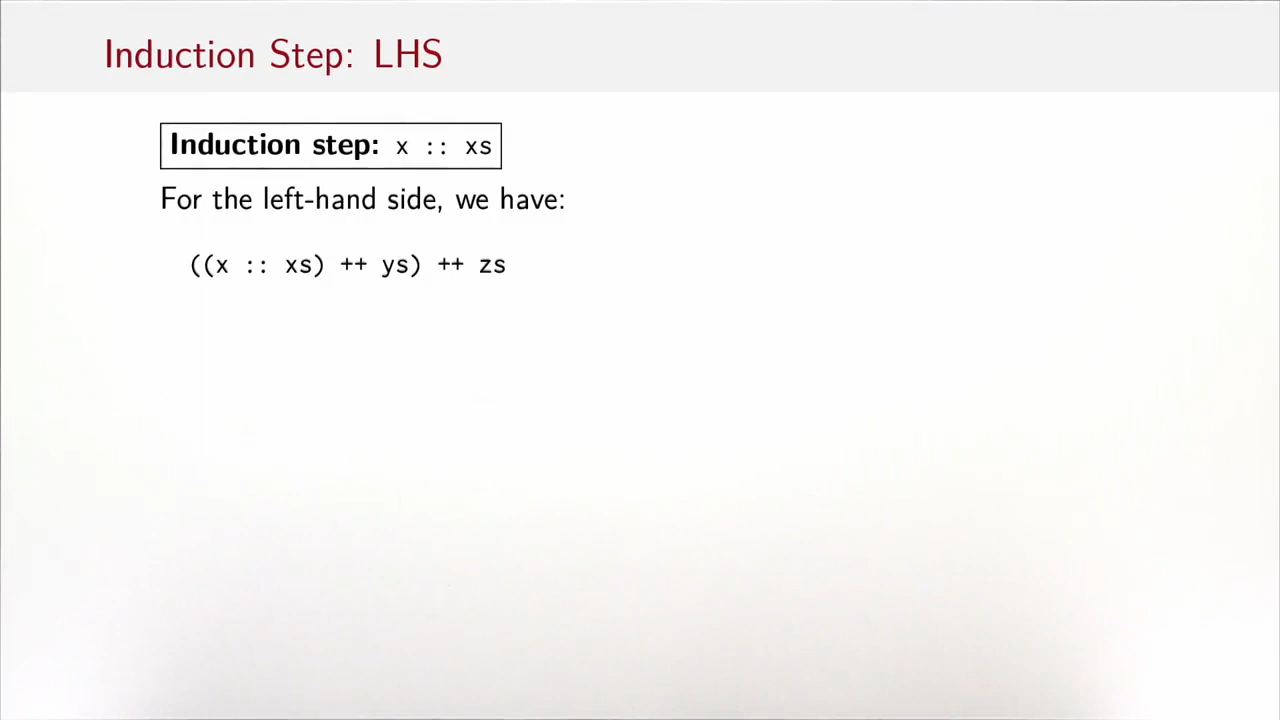 Induction Step: LHS
Induction step: x :: xs
For the left-hand side, we have:
((x :: xs) ++ ys) ++ zs